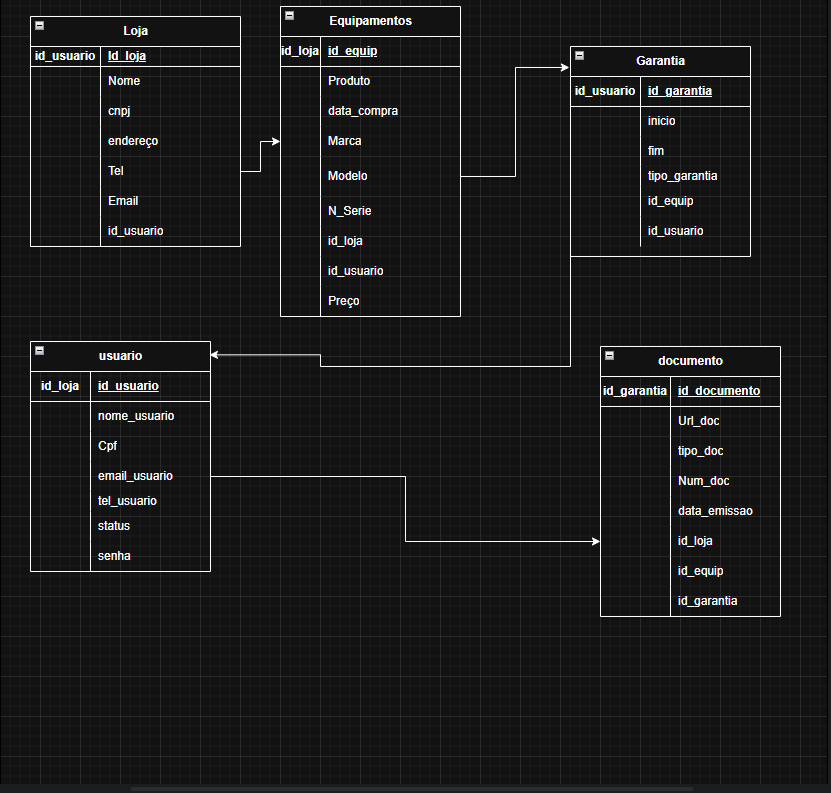 Loja
id_usuario Id_loja
Nome
cnpj
endereço
Tel
Email
id_usuario
Equipamentos
id_loja id_equip
Produto
data_compra
Marca
Modelo
N_Serie
id_loja
id_usuario
Preço
Garantia
id_usuario id_garantia
inicio
fim
tipo_garantia
id_equip
id_usuario
usuario
id_loja id_usuario
nome_usuario
Cpf
email_usuario
tel_usuario
status
senha
documento
id_garantia id_documento
Url_doc
tipo_doc
Num_doc
data_emissao
id_loja
id_equip
id_garantia